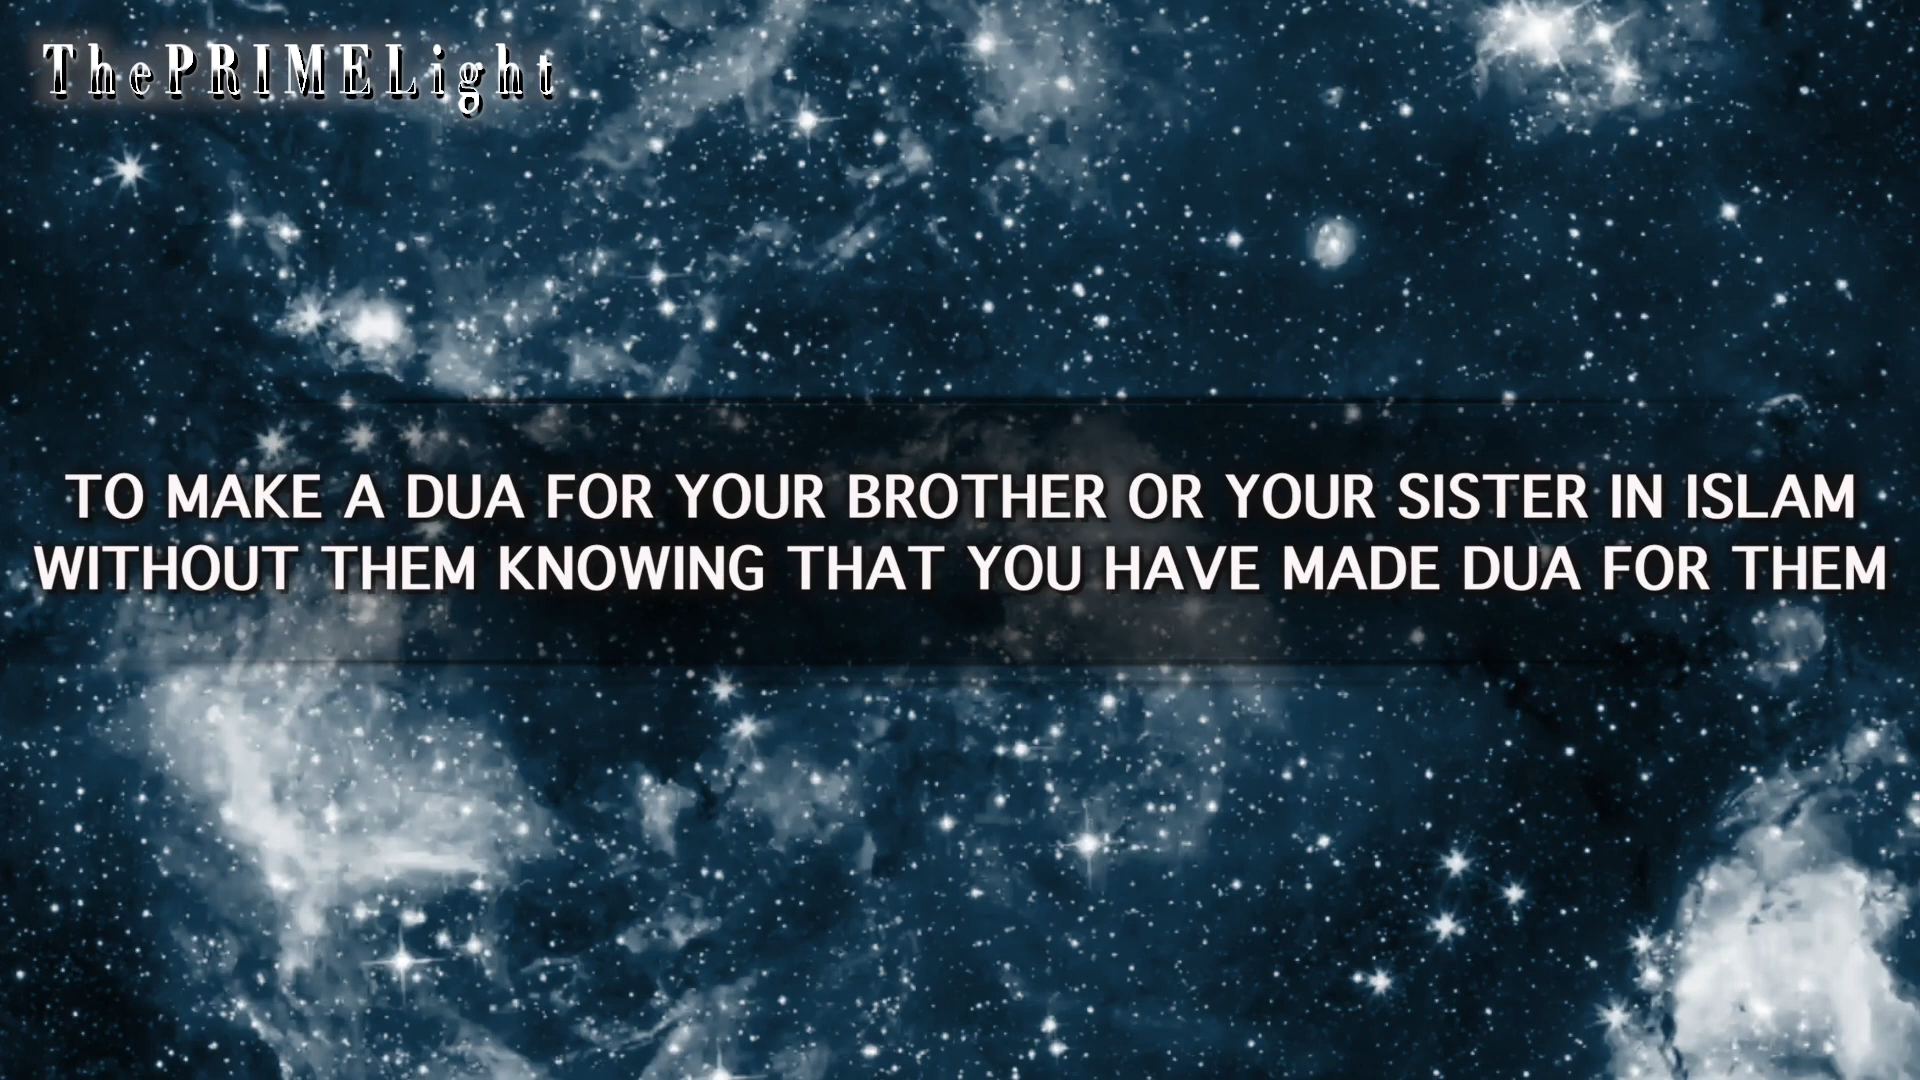 ThePRIMELight
TO MAKE A DUA FOR YOUR BROTHER OR YOUR SISTER IN ISLAM
WITHOUT THEM KNOWING THAT YOU HAVE MADE DUA FOR THEM